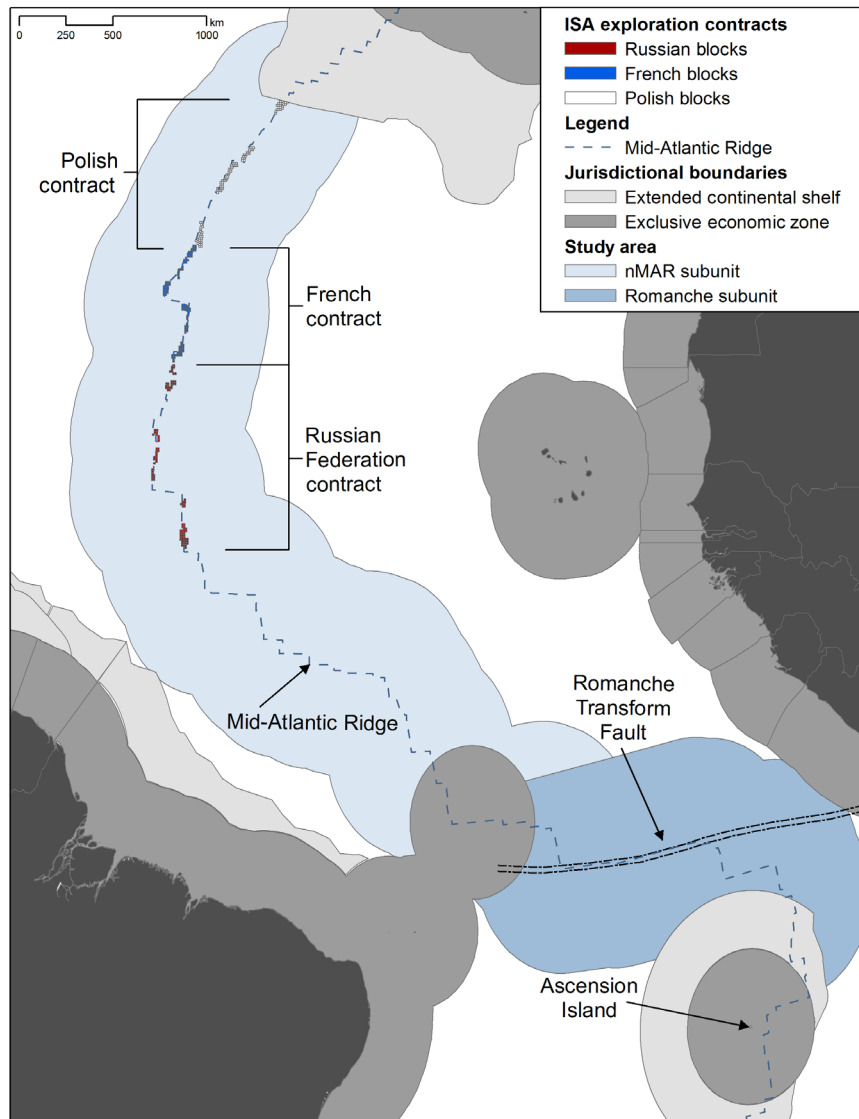 km
0 250 500 1000
ISA exploration contracts
Russian blocks
French blocks
Polish blocks
Legend
Mid-Atlantic Ridge
Jurisdictional boundaries
Extended continental shelf
Exclusive economic zone
Study area
nMAR subunit
Romanche subunit
Polish
contract
French
contract
Russian
Federation
contract
Mid-Atlantic Ridge
Romanche
Transform
Fault
Ascension
Island